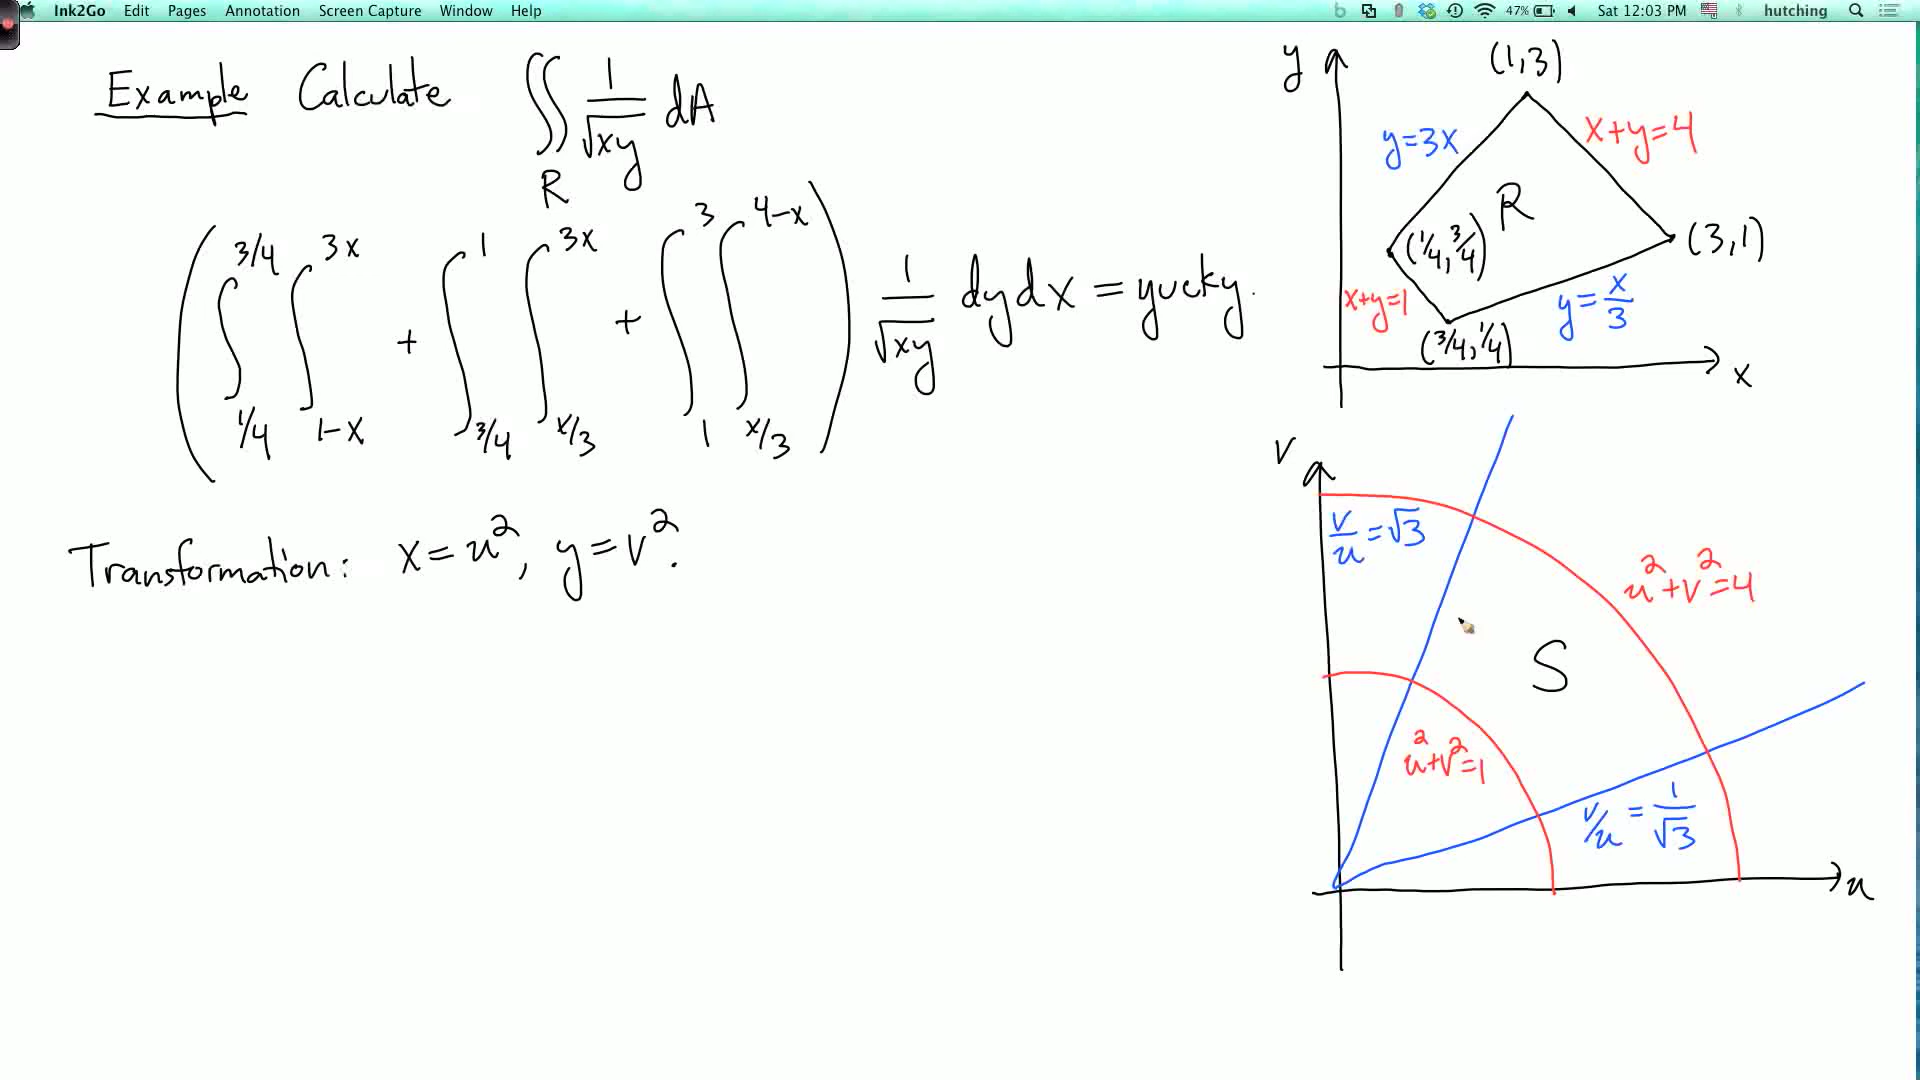 Ink2Go Edit Pages Annotation Screen Capture Window Help 47% Sat 12:03 PM hutching
Example Calculate ∬_R 1/√xy dA
(∫_{1/4}^{3/4} ∫_{1-x}^{3x} + ∫_{3/4}^{1} ∫_{x/3}^{3x} + ∫_{1}^{3} ∫_{x/3}^{4-x}) 1/√xy dydx = yucky.
Transformation: x=u², y=v².
y
(1,3)
y=3x
x+y=4
R
(1/4, 3/4)
(3,1)
x+y=1
y=x/3
(3/4, 1/4)
x
v
v/u=√3
u²+v²=4
S
u²+v²=1
v/u=1/√3
u